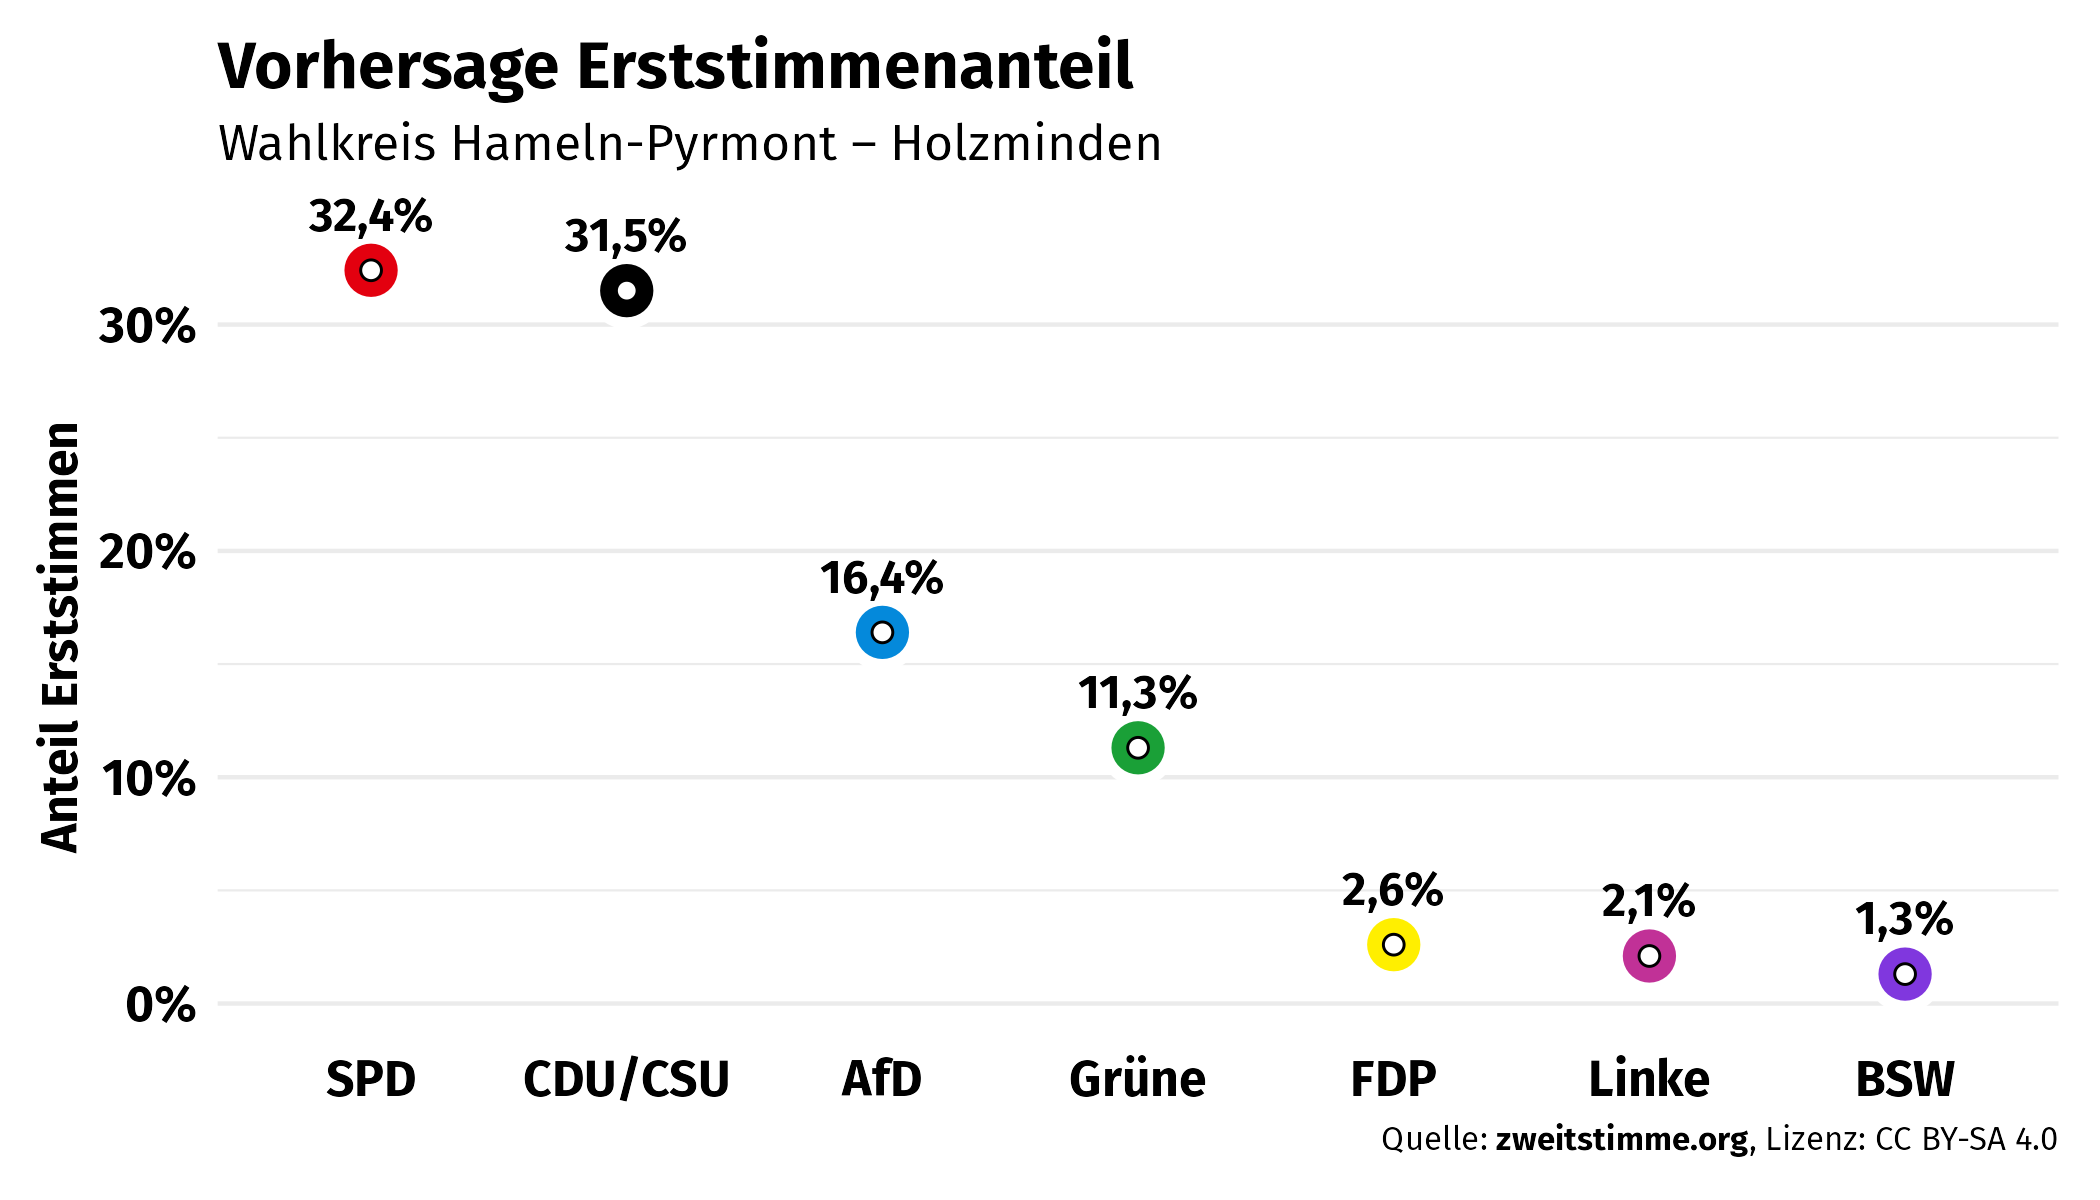 Vorhersage Erststimmenanteil
Wahlkreis Hameln-Pyrmont – Holzminden
32,4%
31,5%
30%
20%
16,4%
11,3%
10%
2,6%
2,1%
1,3%
0%
Anteil Erststimmen
SPD CDU/CSU AfD Grüne FDP Linke BSW
Quelle: zweitstimme.org, Lizenz: CC BY-SA 4.0